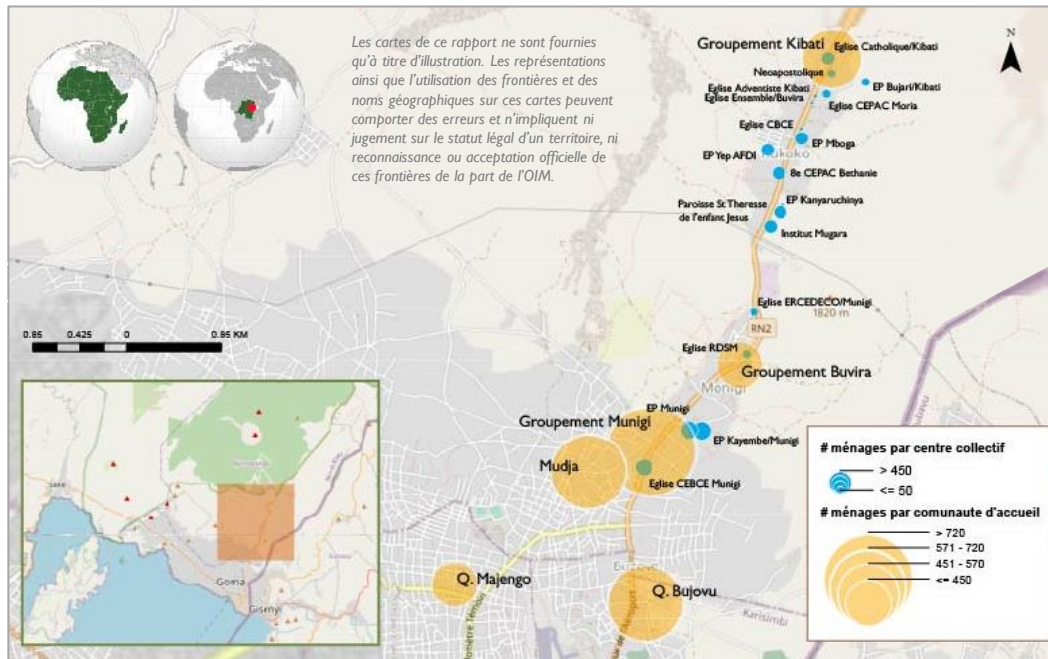 Les cartes de ce rapport ne sont fournies
qu'à titre d'illustration. Les représentations
ainsi que l'utilisation des frontières et des
noms géographiques sur ces cartes peuvent
comporter des erreurs et n'impliquent ni
jugement sur le statut légal d'un territoire, ni
reconnaissance ou acceptation officielle de
ces frontières de la part de l'OIM.
N
Groupement Kibati
Eglise Catholique/Kibati
Neoapostolique
EP Bujari/Kibati
Eglise Adventiste Kibati
Eglise Ensemble/Buvira
Eglise CEPAC Moria
Eglise CBCE
EP Mboga
EP Yep AFDI
8e CEPAC Bethanie
EP Kanyaruchinya
Paroisse St Theresse
de l'enfant Jesus
Institut Mugara
0.85 0.425 0 0.85 KM
Eglise ERCEDECO/Munigi
1820 m
RN2
Eglise RDSM
Groupement Buvira
EP Munigi
Groupement Munigi
EP Kayembe/Munigi
Mudja
Eglise CEBCE Munigi
Q. Majengo
Q. Bujovu
Karisimbi
Goma
Gisenyi
# ménages par centre collectif
> 450
<= 50
# ménages par comunaute d'accueil
> 720
571 - 720
451 - 570
<= 450